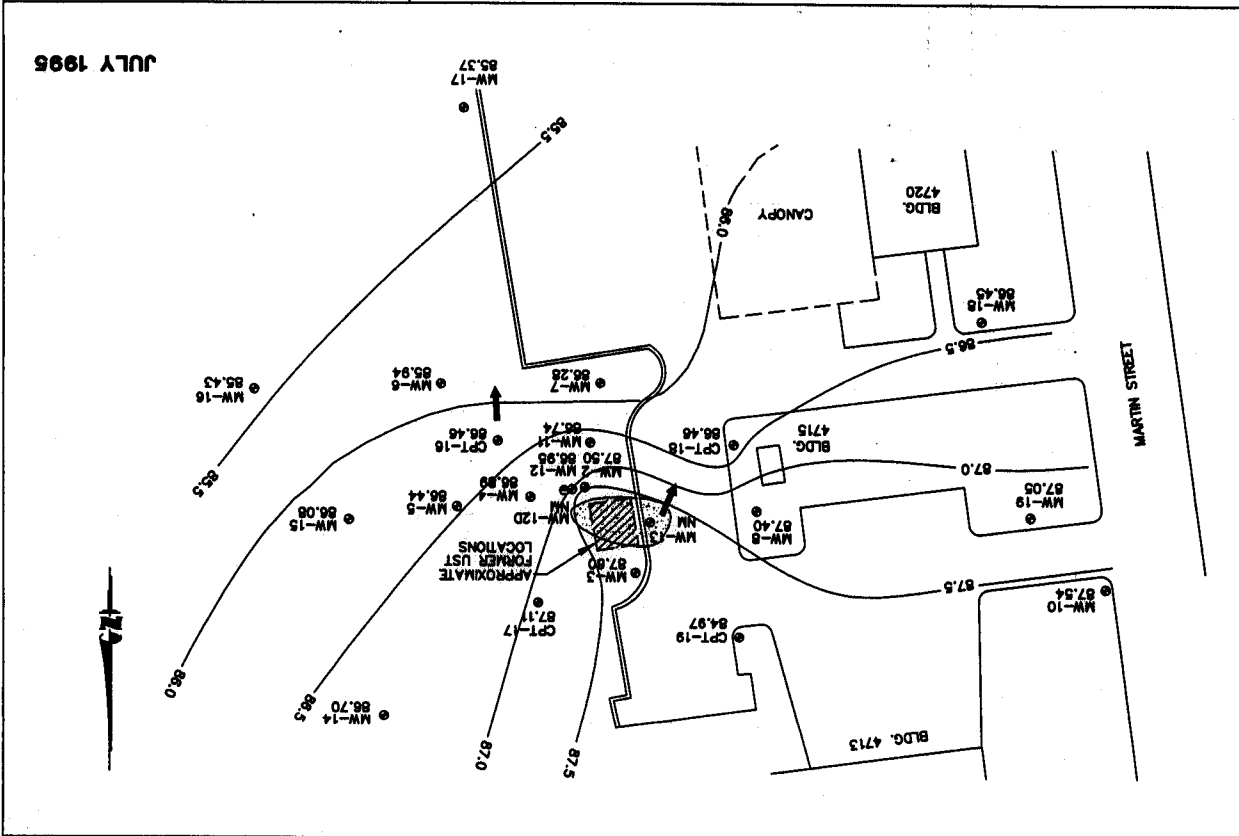 BLDG. 4713
87.5
87.0
MW-14
86.70
86.5
86.0
N
CPT-19
84.97
CPT-17
87.11
MW-10
87.54
87.5
MW-3
87.60
APPROXIMATE
FORMER UST
LOCATIONS
MW-19
87.05
MW-8
87.40
MW-13
NM
MW-12D
NM
MW-4
86.89
MW-5
86.44
MW-15
86.08
87.0
MW-2
87.50
MW-12
86.95
BLDG.
4715
CPT-18
86.46
MW-11
86.74
CPT-16
86.46
MARTIN STREET
86.5
MW-7
86.28
MW-6
85.94
MW-16
85.43
85.5
MW-18
86.45
BLDG.
4720
CANOPY
86.0
85.5
MW-17
85.37
JULY 1995